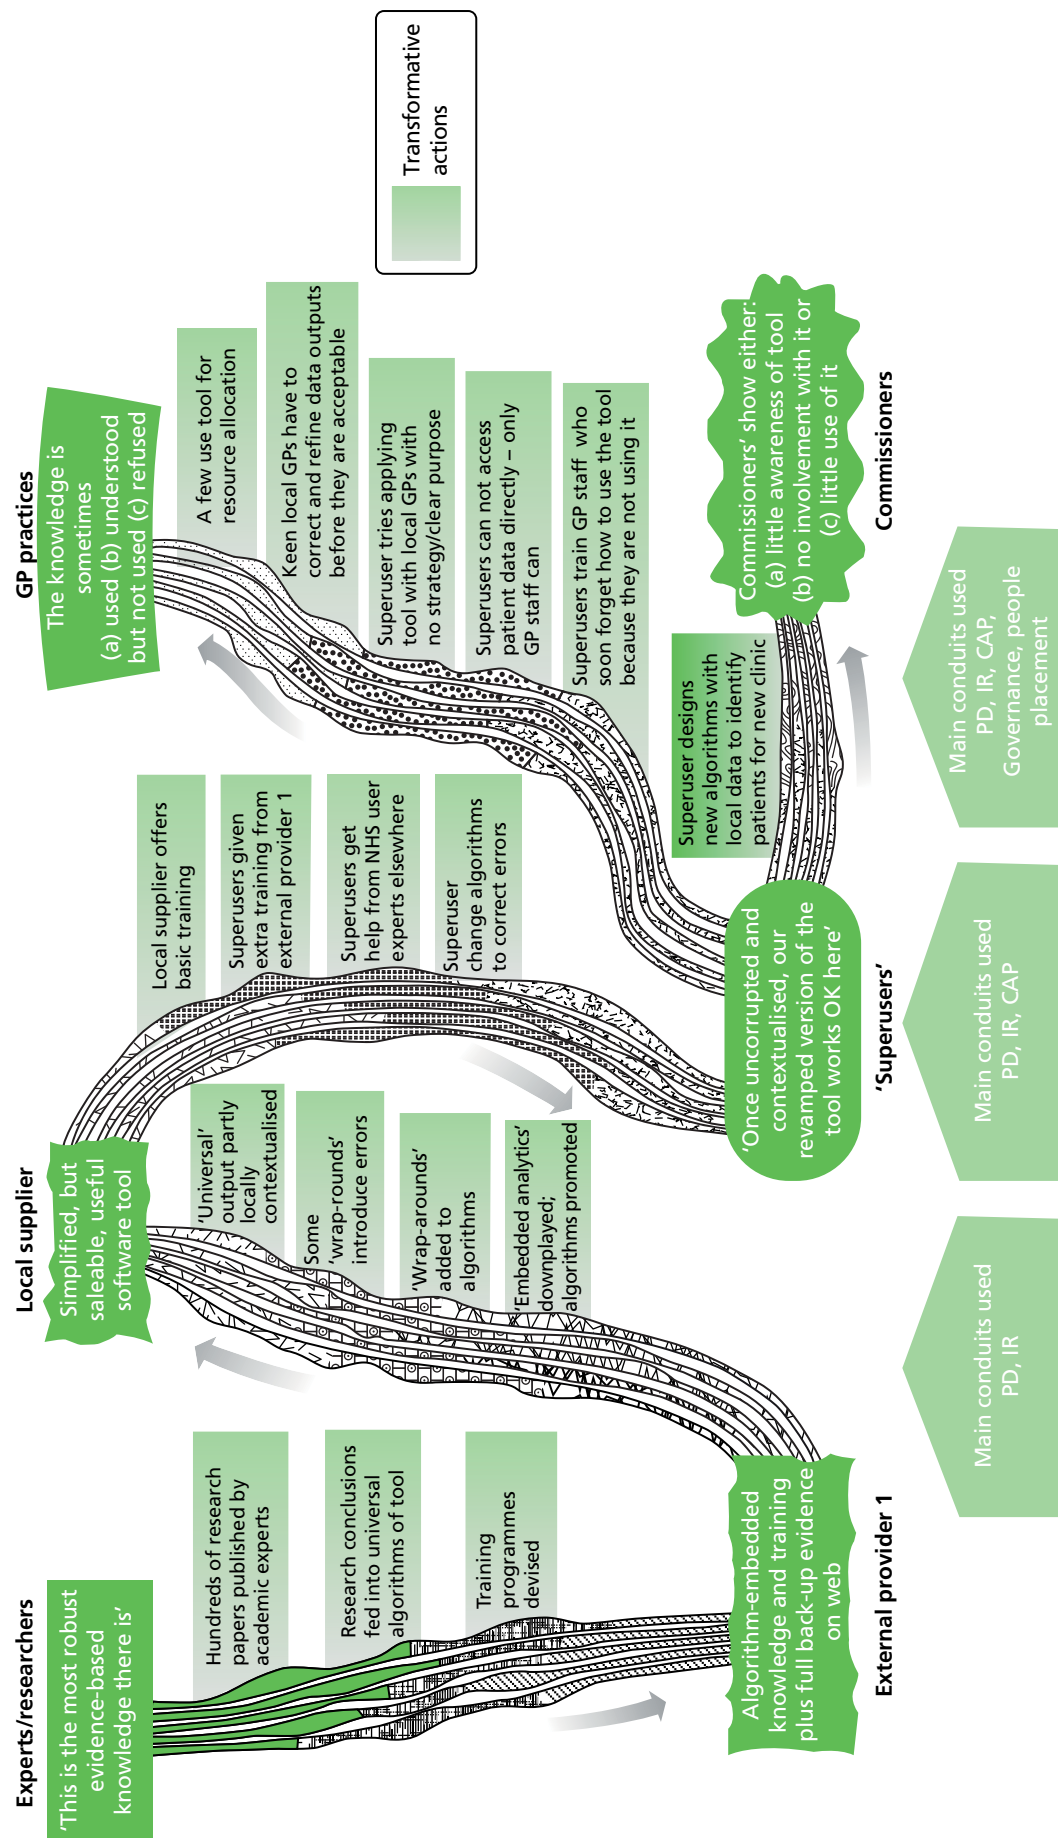 Experts/researchers
'This is the most robust
evidence-based
knowledge there is'
Hundreds of research
papers published by
academic experts
Research conclusions
fed into universal
algorithms of tool
Training
programmes
devised
Algorithm-embedded
knowledge and training
plus full back-up evidence
on web
External provider 1
Local supplier
Simplified, but
saleable, useful
software tool
'Universal'
output partly
locally
contextualised
Some
'wrap-rounds'
introduce errors
'Wrap-arounds'
added to
algorithms
'Embedded analytics'
downplayed;
algorithms promoted
Local supplier offers
basic training
Superusers given
extra training from
external provider 1
Superusers get
help from NHS user
experts elsewhere
Superuser
change algorithms
to correct errors
'Once uncorrupted and
contextualised, our
revamped version of the
tool works OK here'
'Superusers'
GP practices
The knowledge is
sometimes
(a) used (b) understood
but not used (c) refused
A few use tool for
resource allocation
Keen local GPs have to
correct and refine data outputs
before they are acceptable
Superuser tries applying
tool with local GPs with
no strategy/clear purpose
Superusers can not access
patient data directly – only
GP staff can
Superusers train GP staff who
soon forget how to use the tool
because they are not using it
Superuser designs
new algorithms with
local data to identify
patients for new clinic
Commissioners' show either:
(a) little awareness of tool
(b) no involvement with it or
(c) little use of it
Commissioners
Transformative
actions
Main conduits used
PD, IR
Main conduits used
PD, IR, CAP
Main conduits used
PD, IR, CAP,
Governance, people
placement